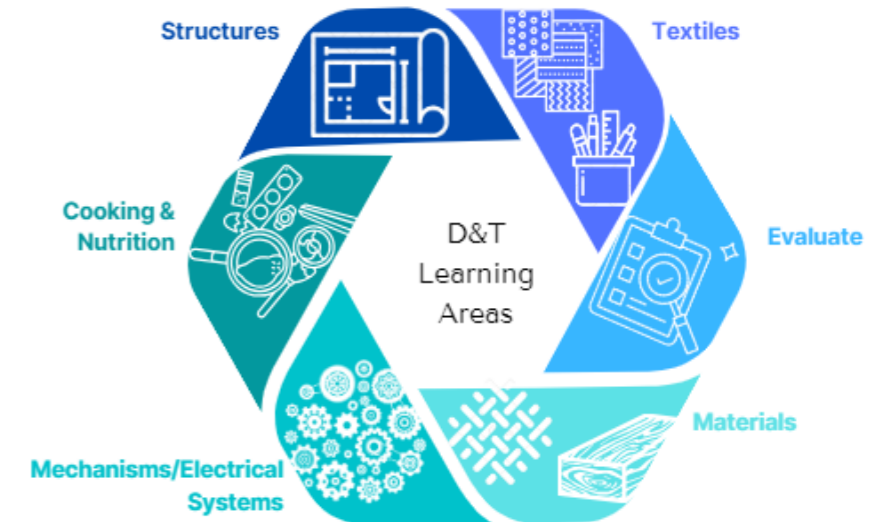 Structures
Textiles
Cooking &
Nutrition
D&T
Learning
Areas
Evaluate
Materials
Mechanisms/Electrical
Systems